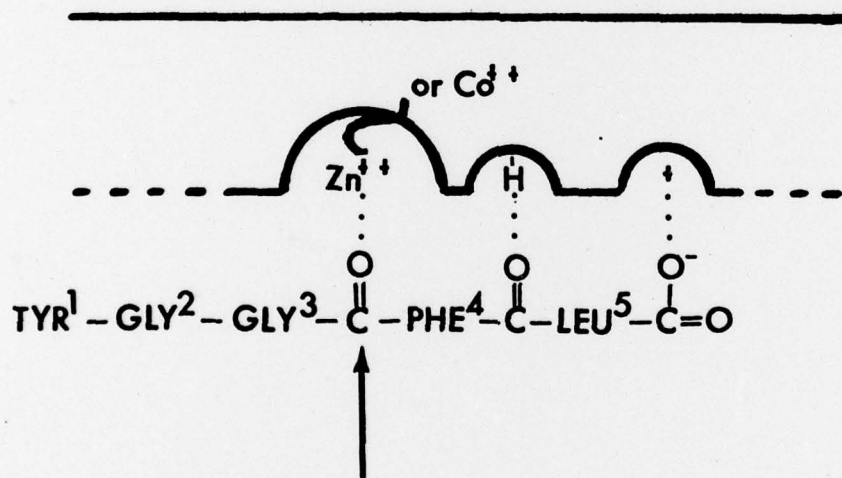 or Co++
Zn++ H +
O O O-
TYR1–GLY2–GLY3–C–PHE4–C–LEU5–C=O